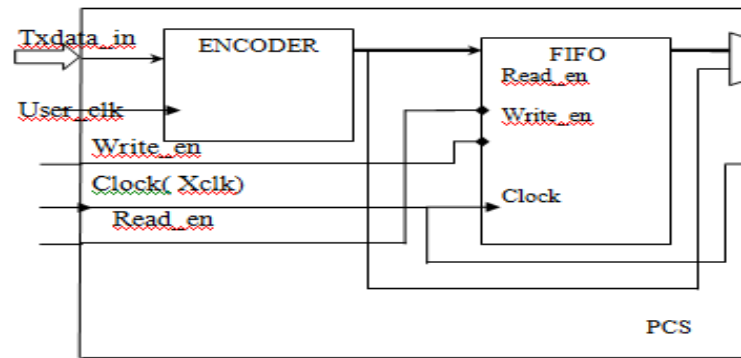 Txdata_in
ENCODER
FIFO
Read_en
User_clk
Write_en
Write_en
Clock( Xclk)
Clock
Read_en
PCS